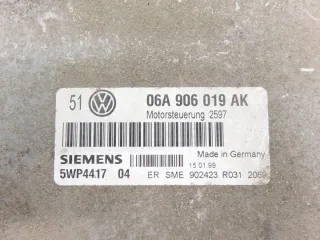 51 06A 906 019 AK
Motorsteuerung 2597
Made in Germany
SIEMENS 15.01.99
5WP4417 04 ER SME 902423 R031 2069